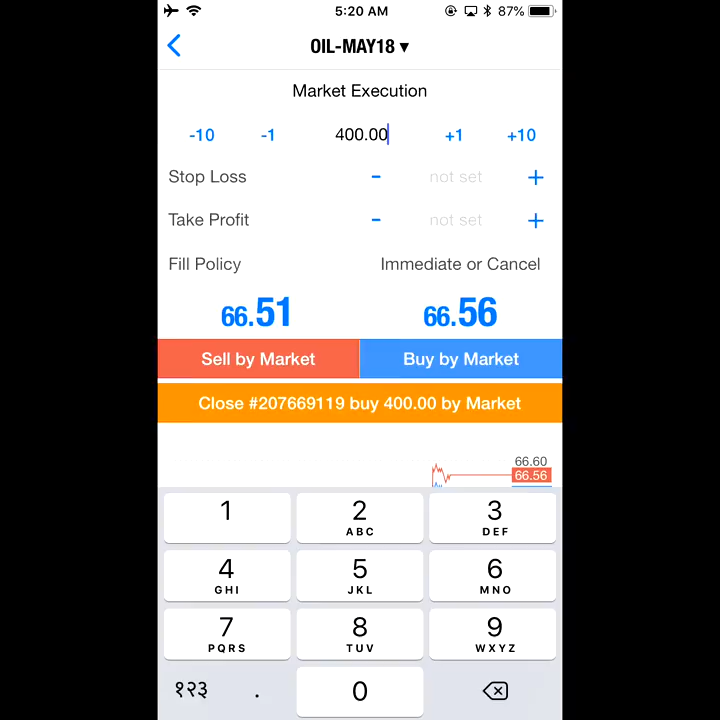 5:20 AM 87%
OIL-MAY18 ▾
Market Execution
-10 -1 400.00 +1 +10
Stop Loss - not set +
Take Profit - not set +
Fill Policy Immediate or Cancel
66.51 66.56
Sell by Market Buy by Market
Close #207669119 buy 400.00 by Market
66.60
66.56
1 2 3
ABC DEF
4 5 6
GHI JKL MNO
7 8 9
PQRS TUV WXYZ
१२३ . 0